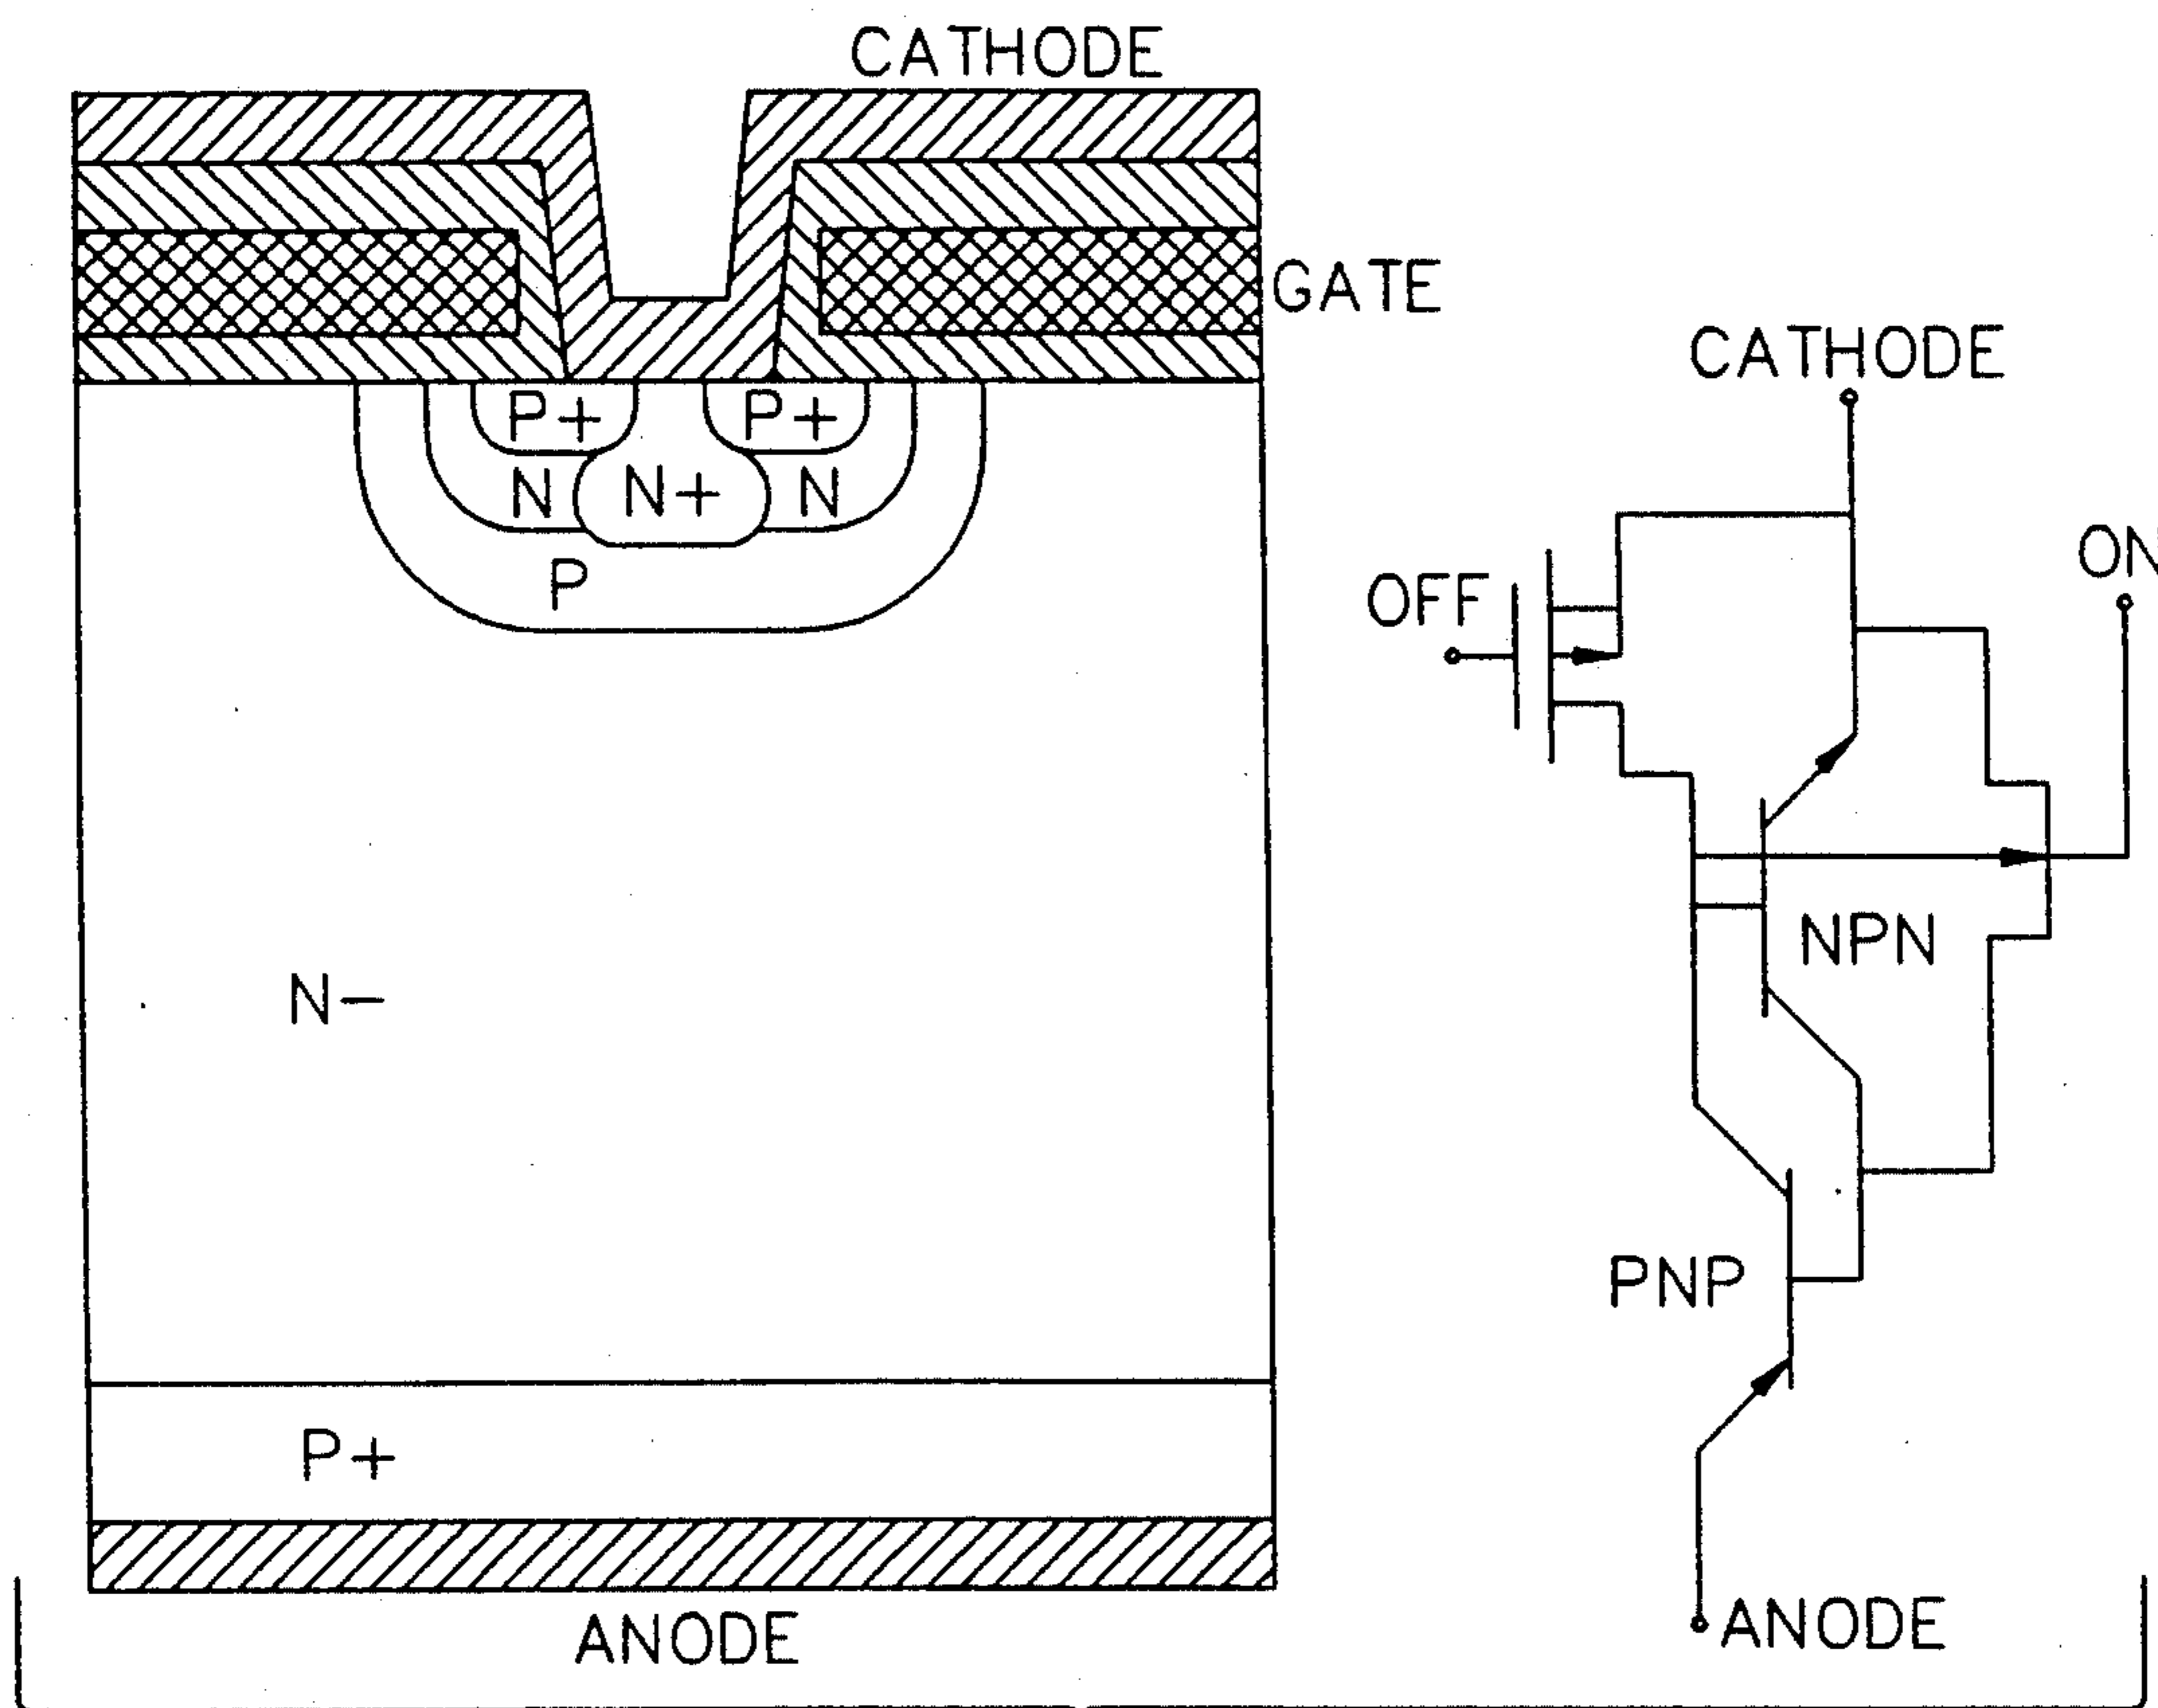 CATHODE
GATE
P+ P+
N N+ N
P
N-
P+
ANODE
CATHODE
ON
OFF
NPN
PNP
ANODE